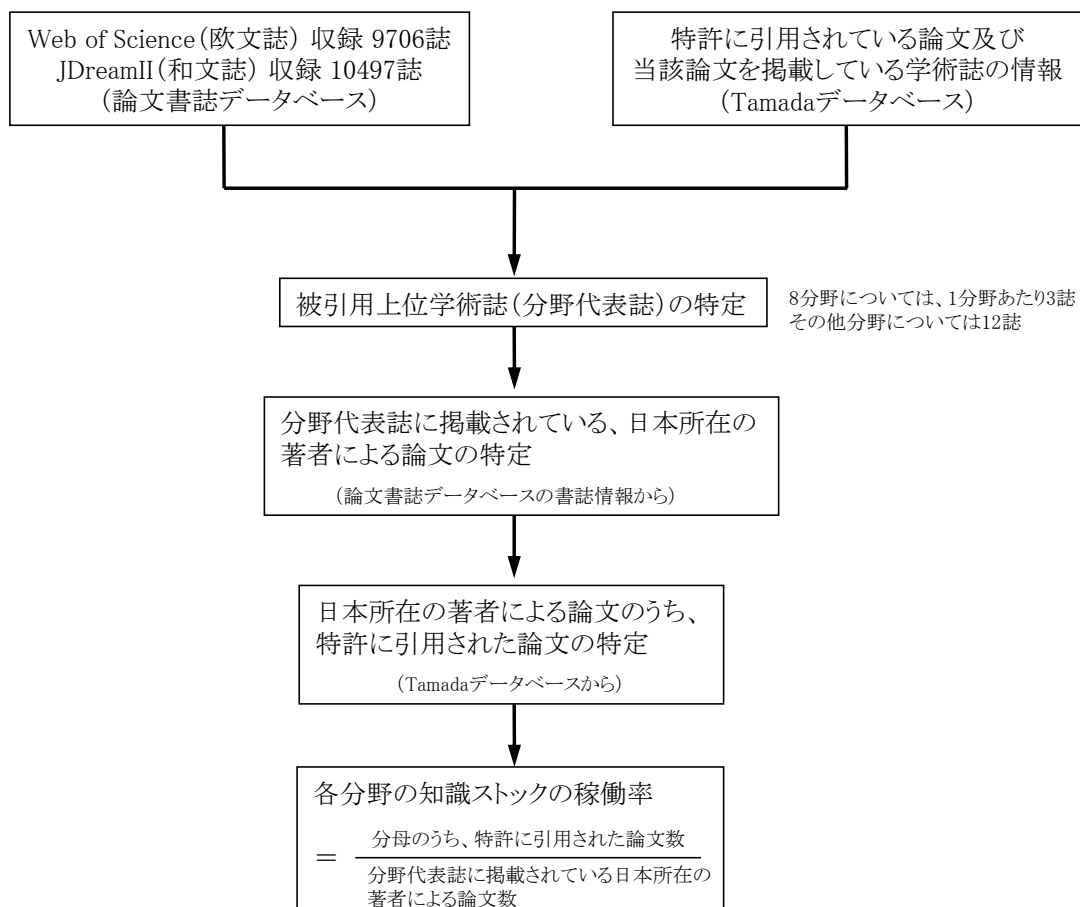 Web of Science（欧文誌） 収録 9706誌
JDreamII（和文誌） 収録 10497誌
（論文書誌データベース）
特許に引用されている論文及び
当該論文を掲載している学術誌の情報
（Tamadaデータベース）
被引用上位学術誌（分野代表誌）の特定
8分野については、1分野あたり3誌
その他分野については12誌
分野代表誌に掲載されている、日本所在の
著者による論文の特定
（論文書誌データベースの書誌情報から）
日本所在の著者による論文のうち、
特許に引用された論文の特定
（Tamadaデータベースから）
各分野の知識ストックの稼働率
＝
分母のうち、特許に引用された論文数
分野代表誌に掲載されている日本所在の
著者による論文数